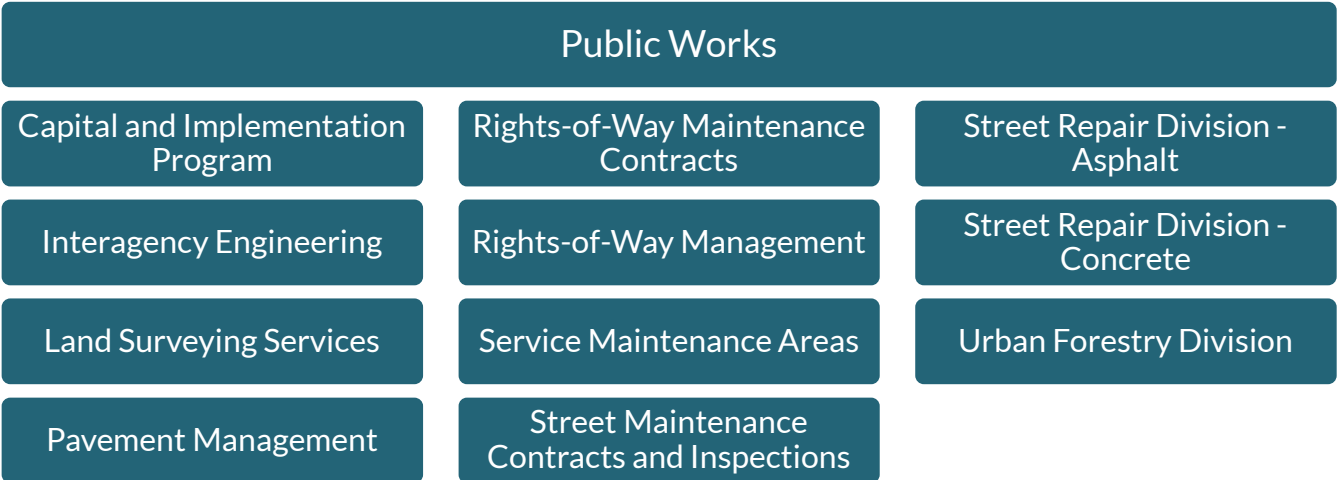 Public Works
Capital and Implementation
Program
Interagency Engineering
Land Surveying Services
Pavement Management
Rights-of-Way Maintenance
Contracts
Rights-of-Way Management
Service Maintenance Areas
Street Maintenance
Contracts and Inspections
Street Repair Division -
Asphalt
Street Repair Division -
Concrete
Urban Forestry Division